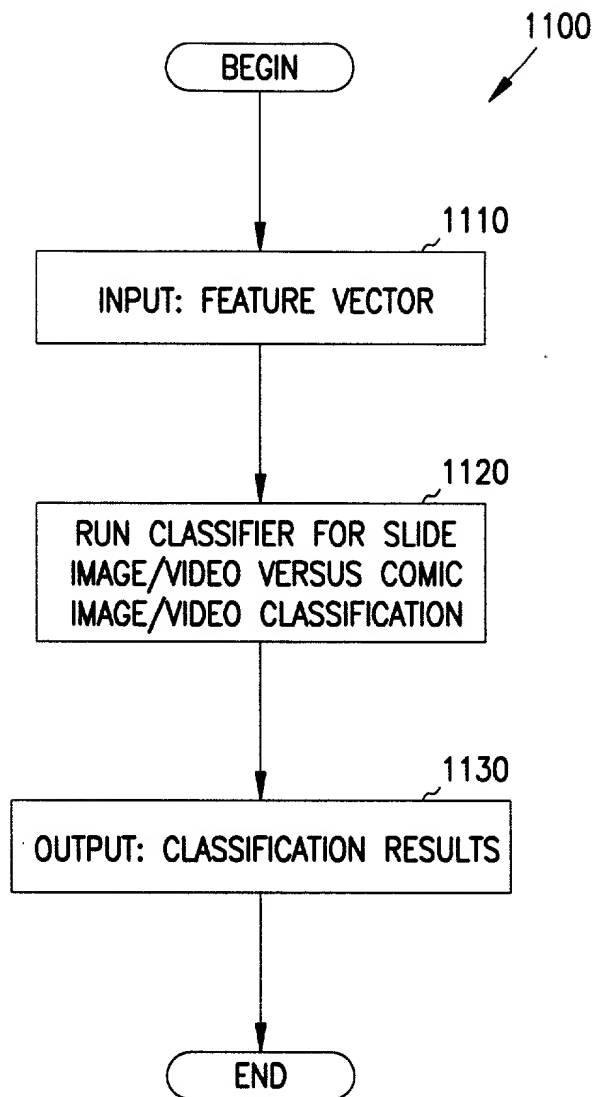 1100
BEGIN
1110
INPUT: FEATURE VECTOR
1120
RUN CLASSIFIER FOR SLIDE
IMAGE/VIDEO VERSUS COMIC
IMAGE/VIDEO CLASSIFICATION
1130
OUTPUT: CLASSIFICATION RESULTS
END